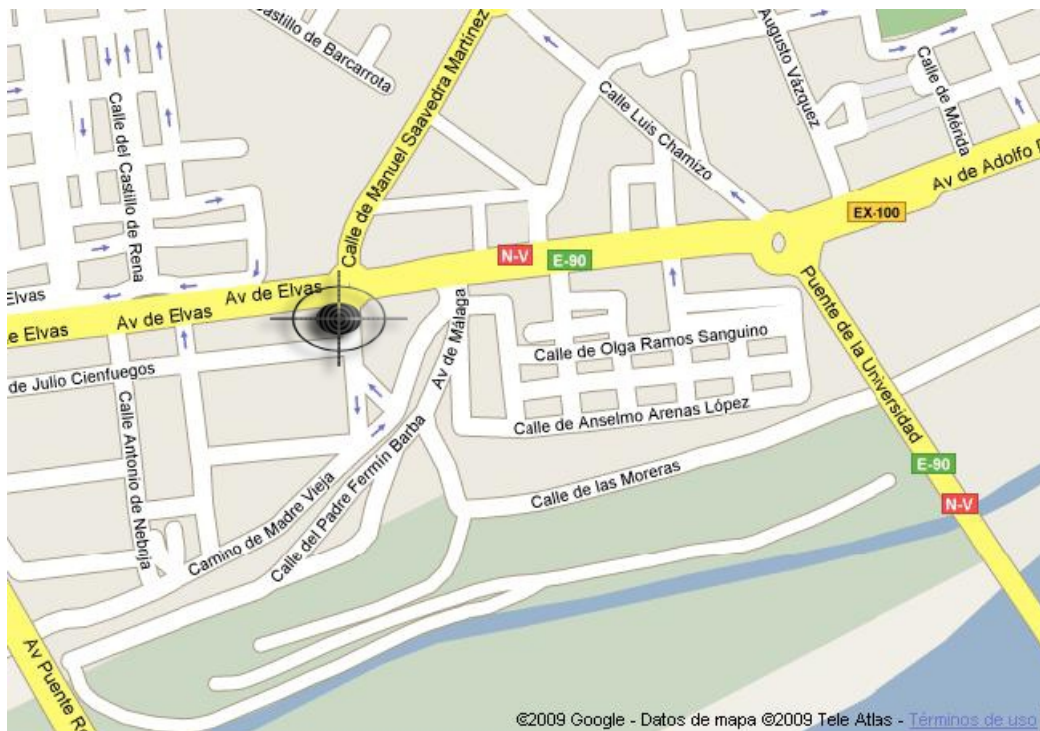 Castillo de Barcarrota
Calle de Manuel Saavedra Martínez
Augusto Vázquez
Calle de Mérida
Calle Luis Chamizo
Calle del Castillo de Rena
Av de Adolfo
EX-100
N-V
E-90
Elvas
Av de Elvas
Av de Elvas
de Elvas
Puente de la Universidad
Av de Málaga
Calle de Olga Ramos Sanguino
de Julio Cienfuegos
Calle de Anselmo Arenas López
Calle Antonio de Nebrija
Calle del Padre Fermín Barba
Camino de Madre Vieja
Calle de las Moreras
E-90
N-V
Av Puente
©2009 Google - Datos de mapa ©2009 Tele Atlas - Términos de uso